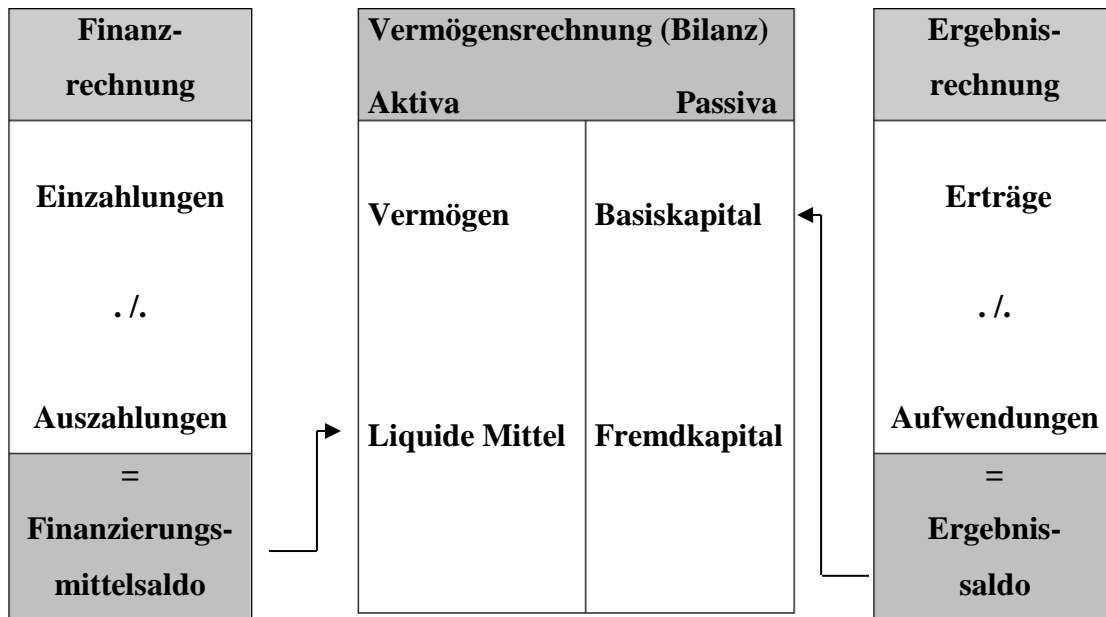 Finanz-
rechnung
Einzahlungen
. /.
Auszahlungen
=
Finanzierungs-
mittelsaldo
Vermögensrechnung (Bilanz)
Aktiva Passiva
Vermögen Basiskapital
Liquide Mittel Fremdkapital
Ergebnis-
rechnung
Erträge
. /.
Aufwendungen
=
Ergebnis-
saldo